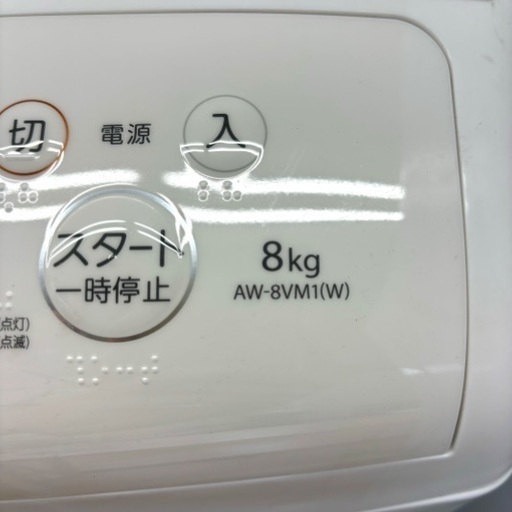 切 電源 入
スタート
一時停止
8kg
AW-8VM1(W)
点灯)
点滅)